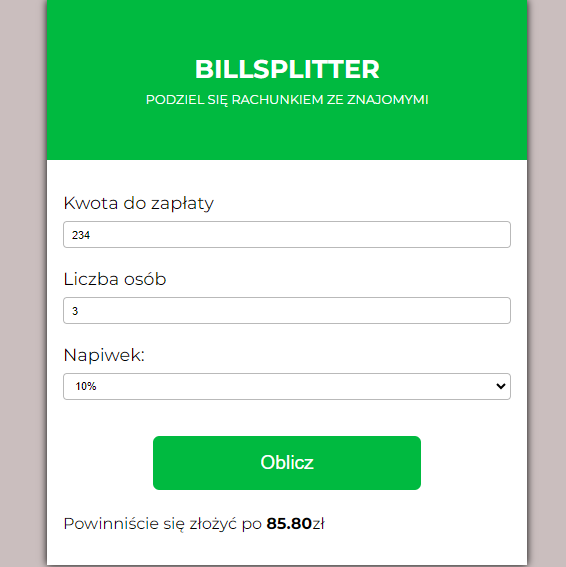 BILLSPLITTER
PODZIEL SIĘ RACHUNKIEM ZE ZNAJOMYMI
Kwota do zapłaty
234
Liczba osób
3
Napiwek:
10%
Oblicz
Powinniście się złożyć po 85.80zł